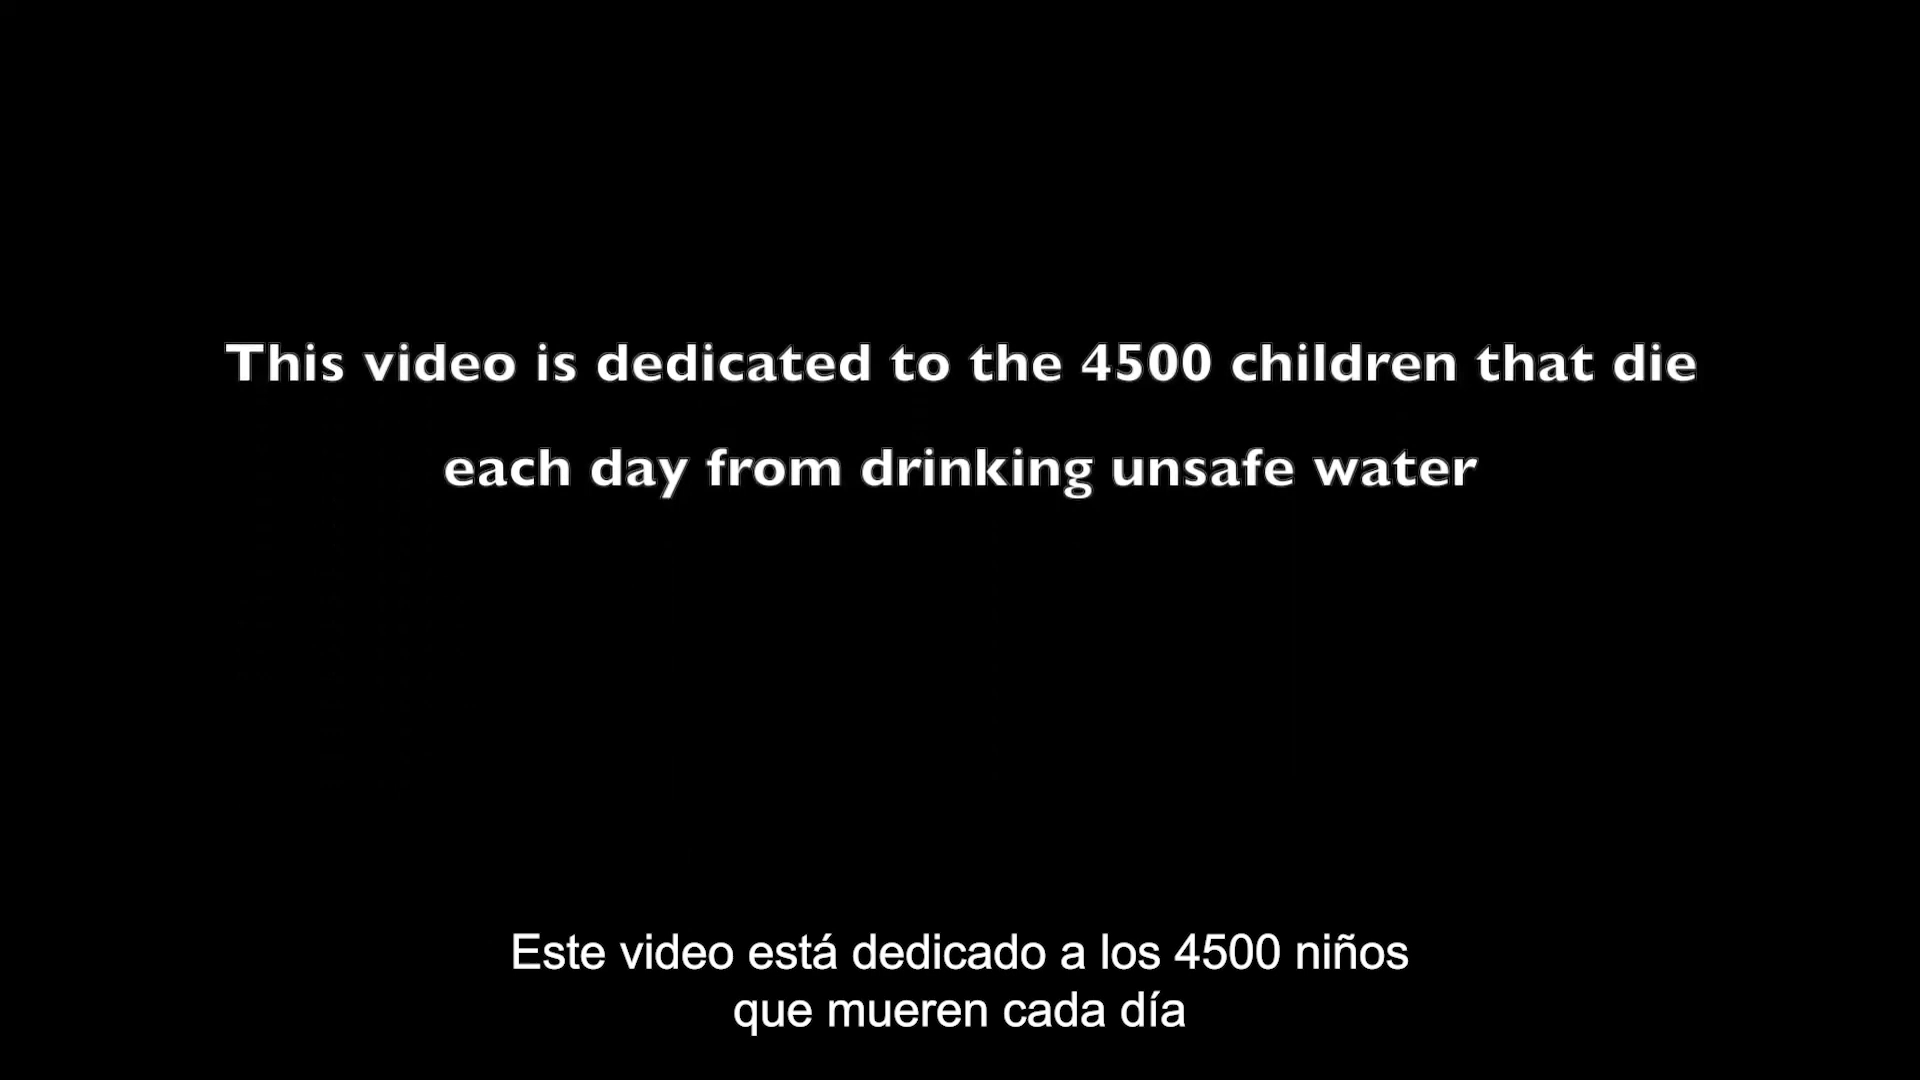 This video is dedicated to the 4500 children that die
each day from drinking unsafe water
Este video está dedicado a los 4500 niños
que mueren cada día